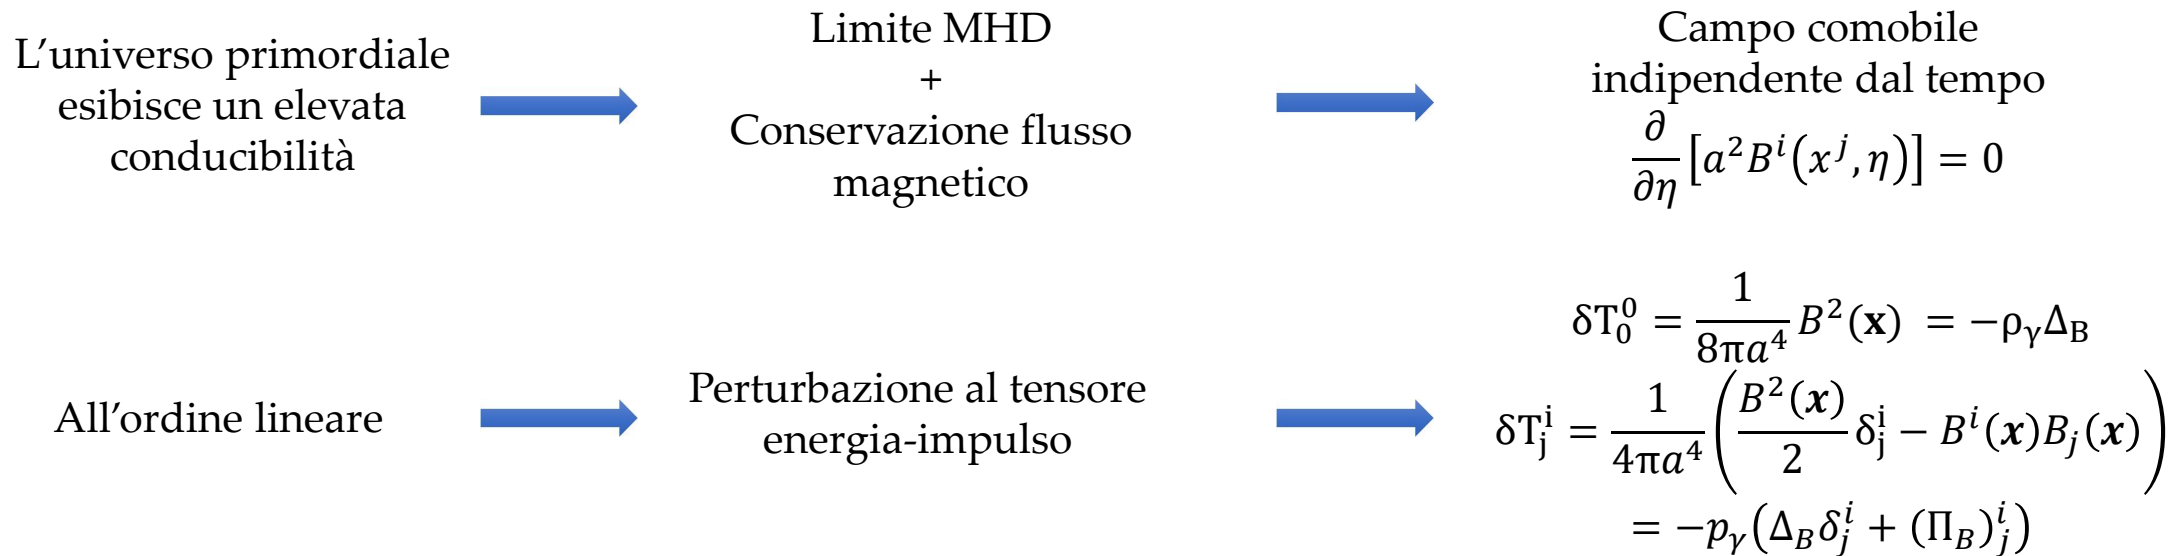 L’universo primordiale
esibisce un elevata
conducibilità
Limite MHD
+
Conservazione flusso
magnetico
Campo comobile
indipendente dal tempo
∂/∂η [a²Bⁱ(xʲ, η)] = 0
All’ordine lineare
Perturbazione al tensore
energia-impulso
δT⁰₀ = 1/(8πa⁴) B²(𝐱) = −ρᵧΔ_B
δTⁱⱼ = 1/(4πa⁴) (B²(𝒙)/2 δⁱⱼ − Bⁱ(𝒙)Bⱼ(𝒙))
= −pᵧ(Δ_B δⁱⱼ + (Π_B)ⁱⱼ)